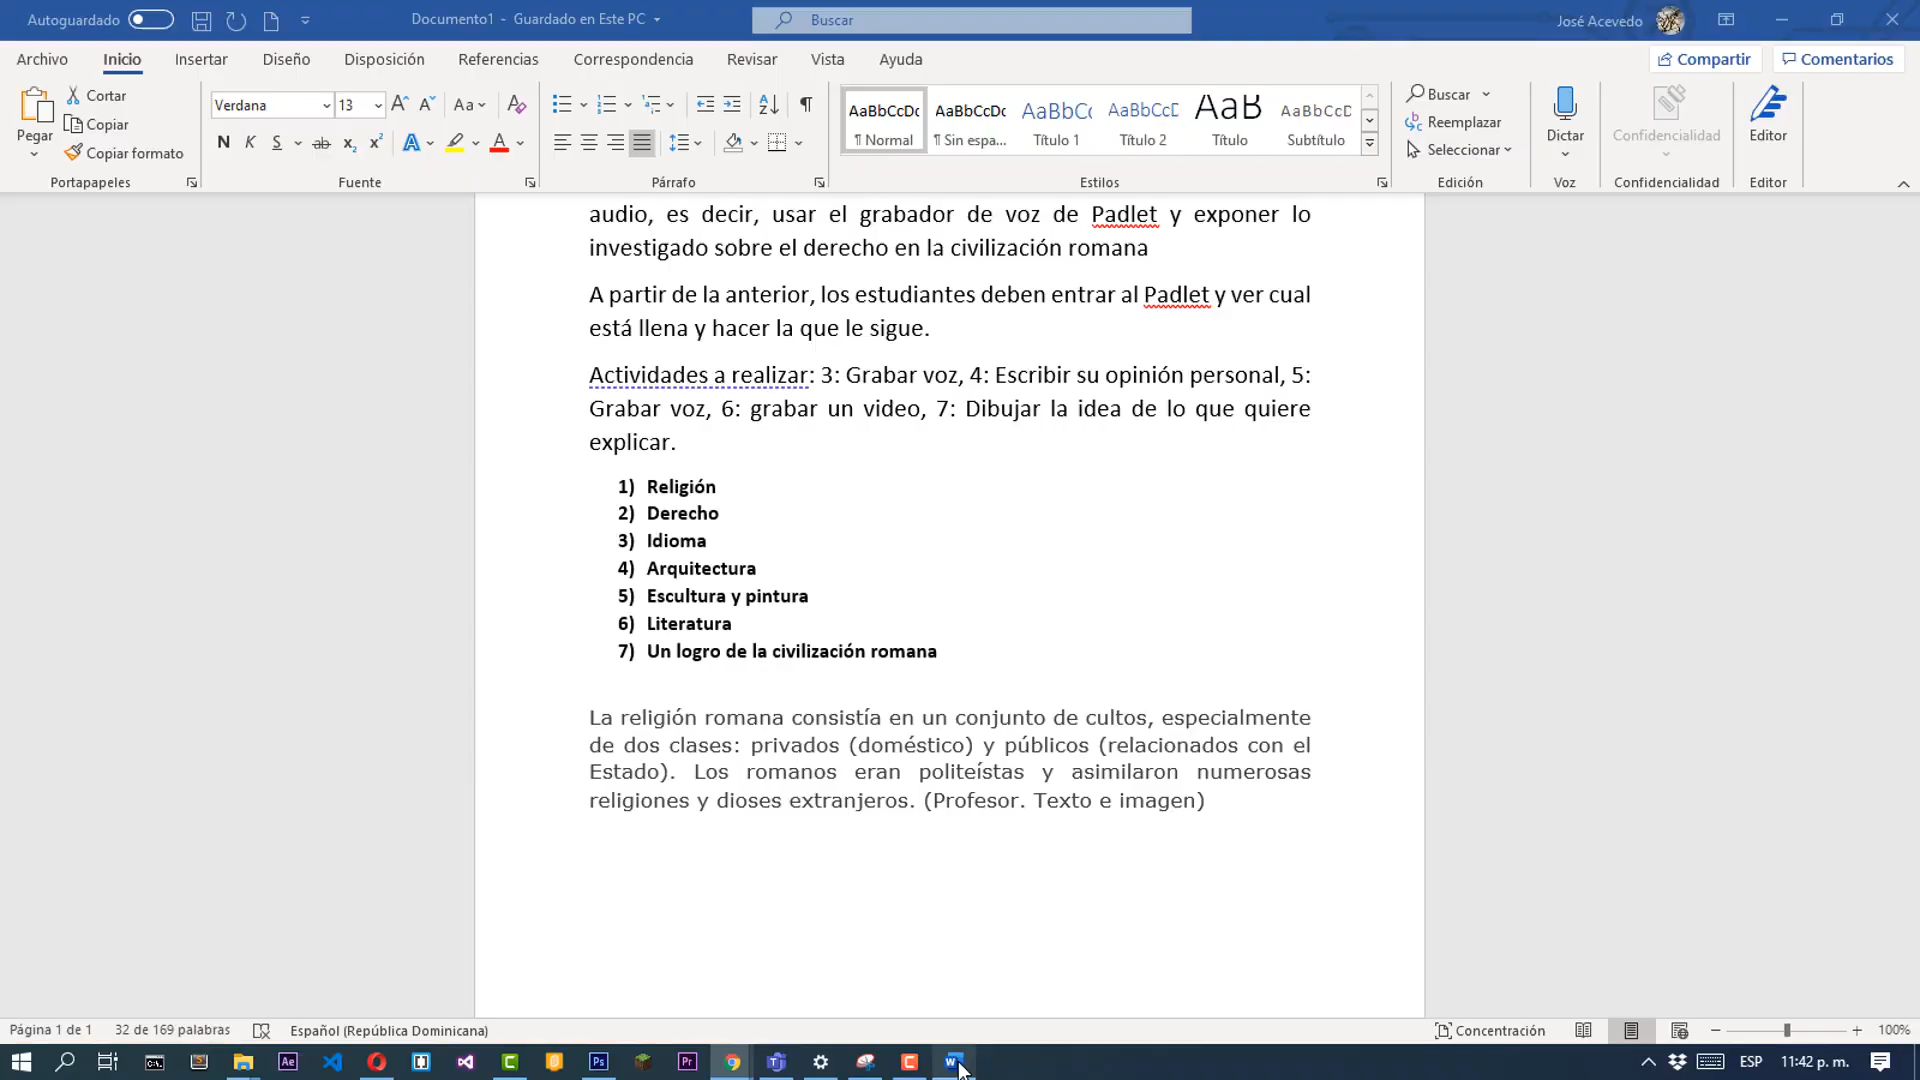 Autoguardado
Documento1 - Guardado en Este PC
Buscar
José Acevedo
Archivo
Inicio
Insertar
Diseño
Disposición
Referencias
Correspondencia
Revisar
Vista
Ayuda
Compartir
Comentarios
Pegar
Cortar
Copiar
Copiar formato
Portapapeles
Verdana
13
Fuente
Párrafo
AaBbCcDc
¶ Normal
AaBbCcDc
¶ Sin espa...
AaBbC(
Título 1
AaBbCcE
Título 2
AaB
Título
AaBbCcD
Subtítulo
Estilos
Buscar
Reemplazar
Seleccionar
Edición
Dictar
Voz
Confidencialidad
Confidencialidad
Editor
Editor
audio, es decir, usar el grabador de voz de Padlet y exponer lo
investigado sobre el derecho en la civilización romana
A partir de la anterior, los estudiantes deben entrar al Padlet y ver cual
está llena y hacer la que le sigue.
Actividades a realizar: 3: Grabar voz, 4: Escribir su opinión personal, 5:
Grabar voz, 6: grabar un video, 7: Dibujar la idea de lo que quiere
explicar.
1) Religión
2) Derecho
3) Idioma
4) Arquitectura
5) Escultura y pintura
6) Literatura
7) Un logro de la civilización romana
La religión romana consistía en un conjunto de cultos, especialmente
de dos clases: privados (doméstico) y públicos (relacionados con el
Estado). Los romanos eran politeístas y asimilaron numerosas
religiones y dioses extranjeros. (Profesor. Texto e imagen)
Página 1 de 1
32 de 169 palabras
Español (República Dominicana)
Concentración
100%
ESP
11:42 p. m.